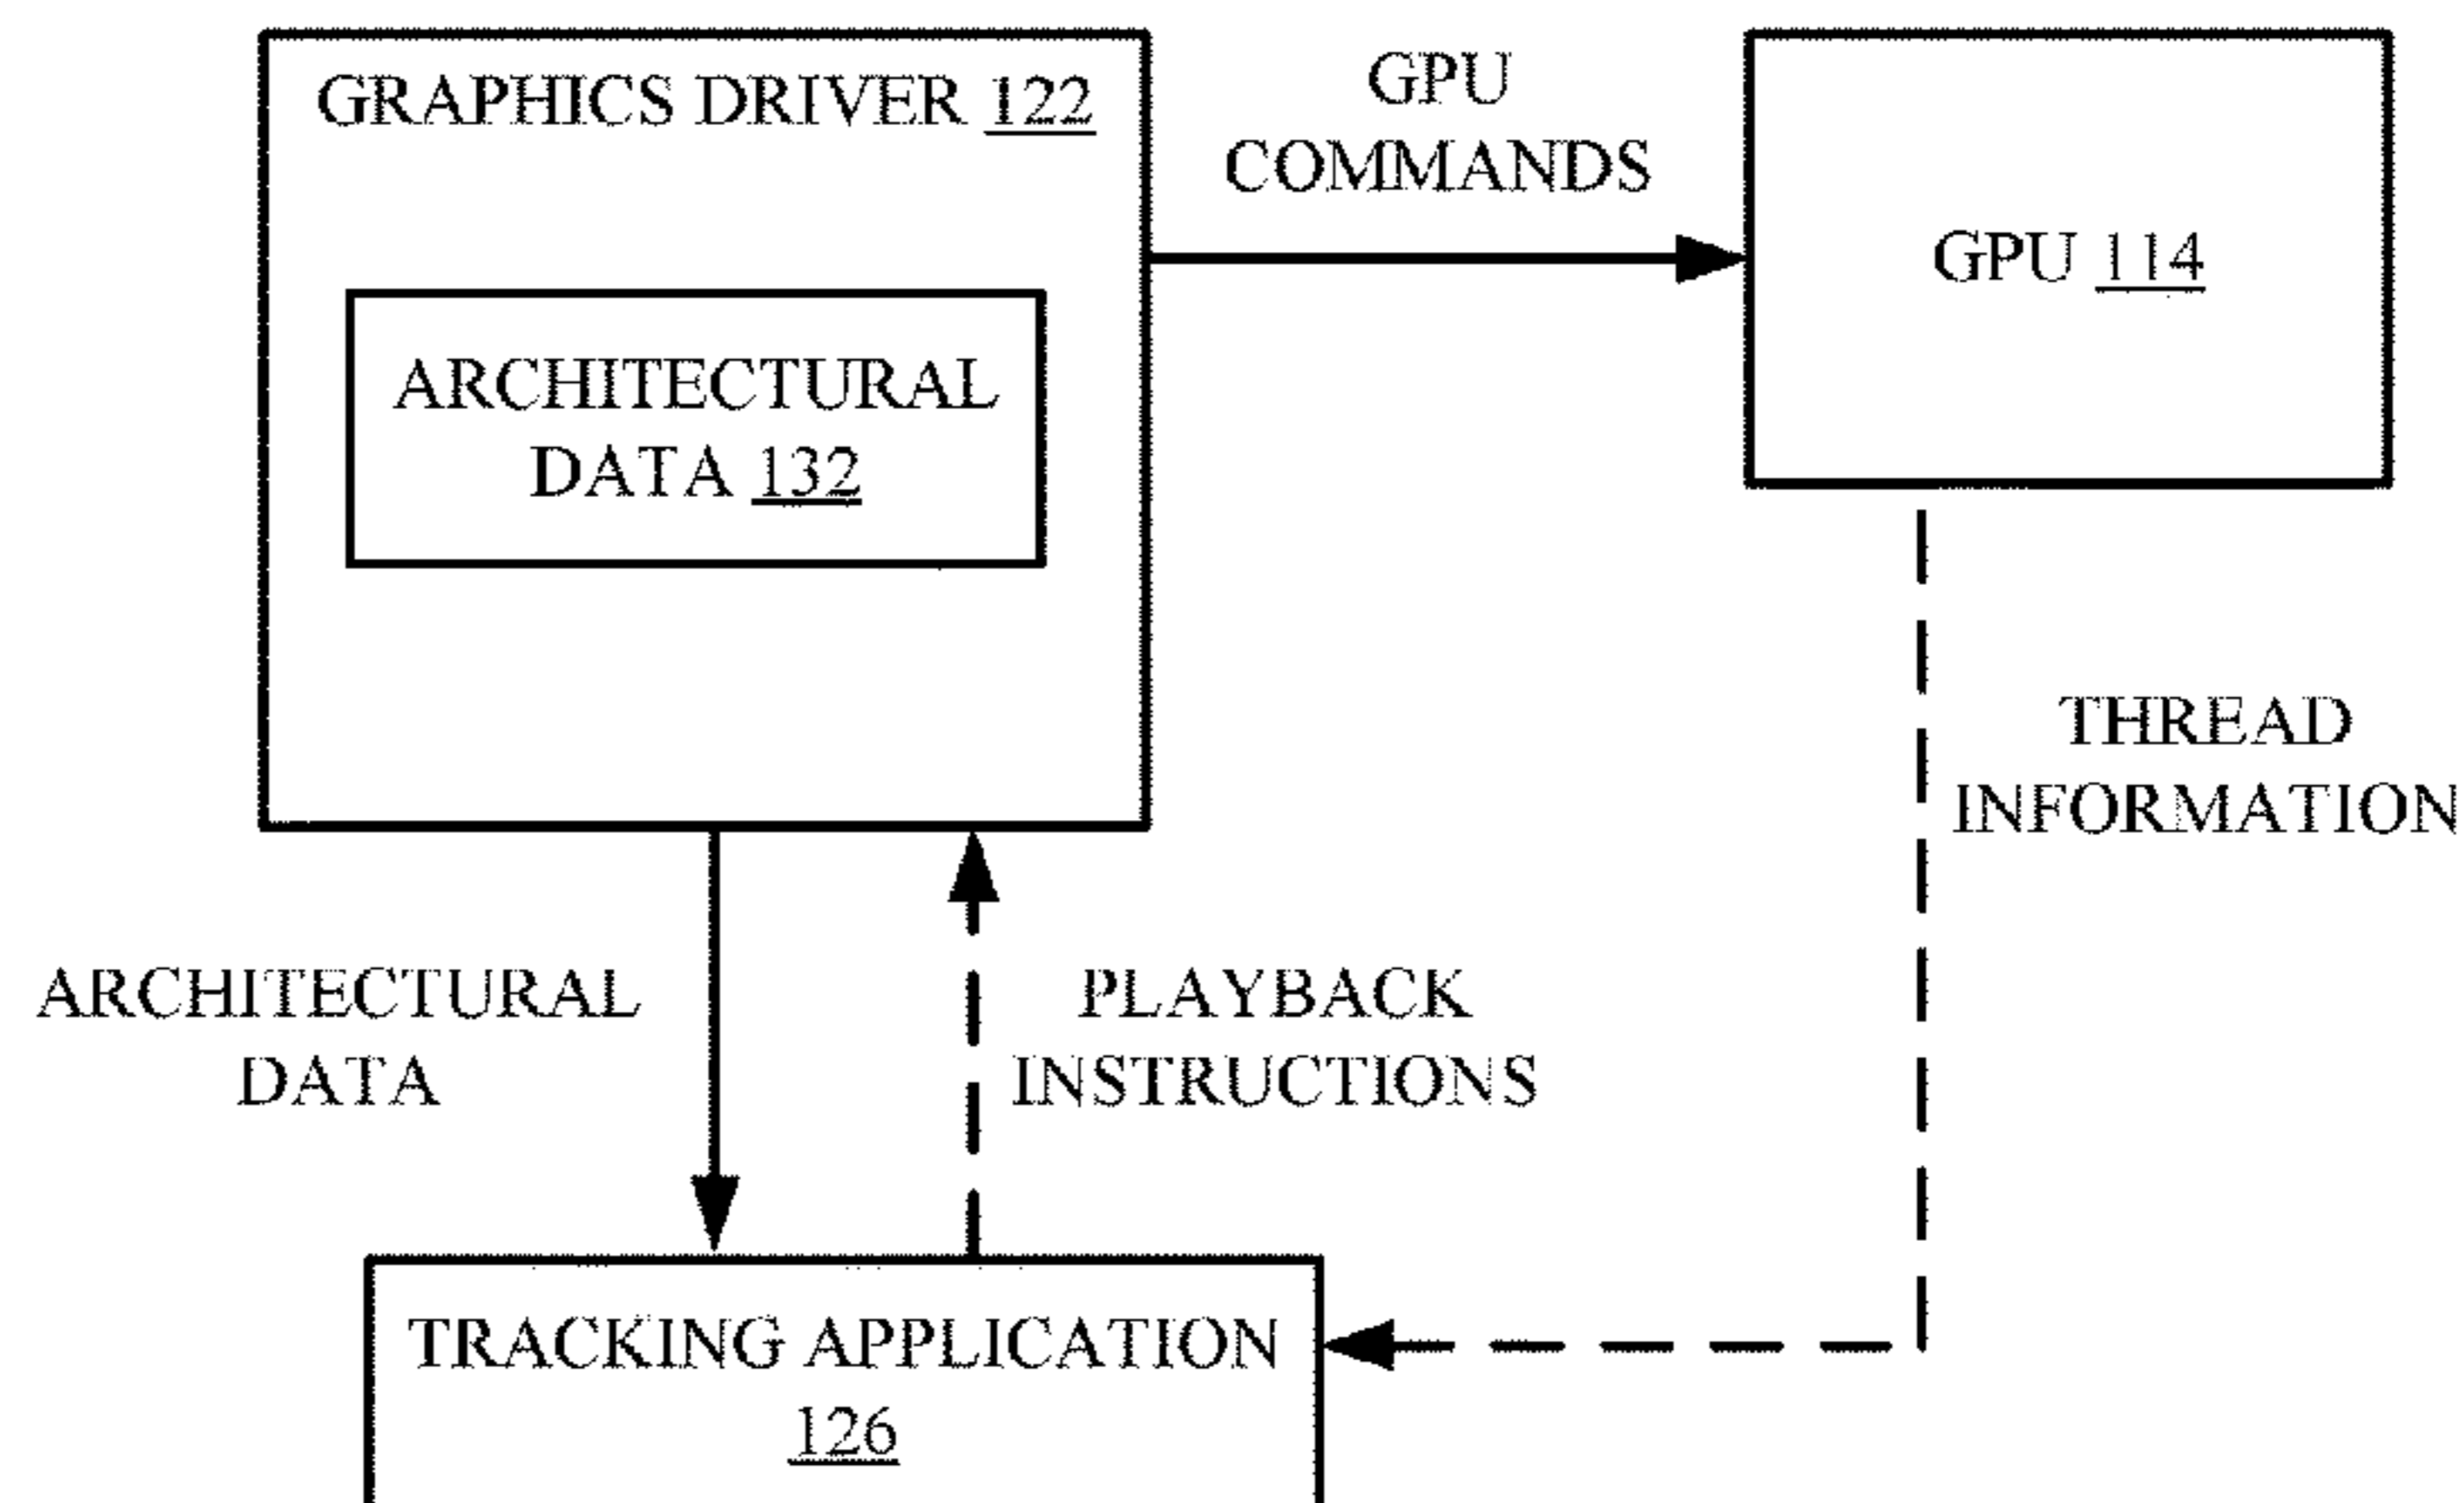 GRAPHICS DRIVER 122
GPU
COMMANDS
GPU 114
ARCHITECTURAL
DATA 132
THREAD
INFORMATION
ARCHITECTURAL
DATA
PLAYBACK
INSTRUCTIONS
TRACKING APPLICATION
126